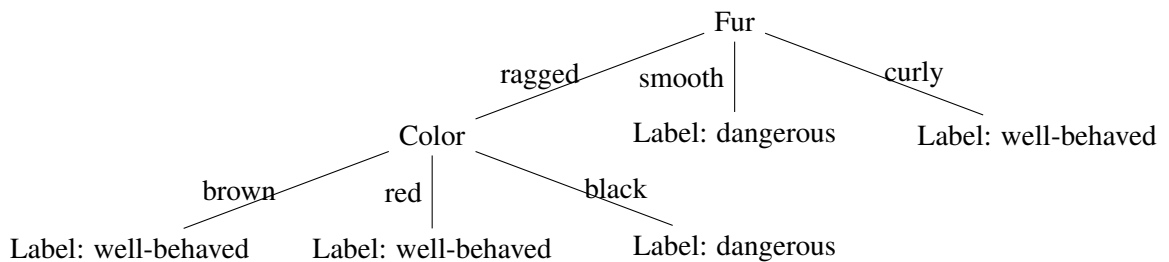 Fur
ragged
smooth
curly
Color
Label: dangerous
Label: well-behaved
brown
red
black
Label: well-behaved
Label: well-behaved
Label: dangerous